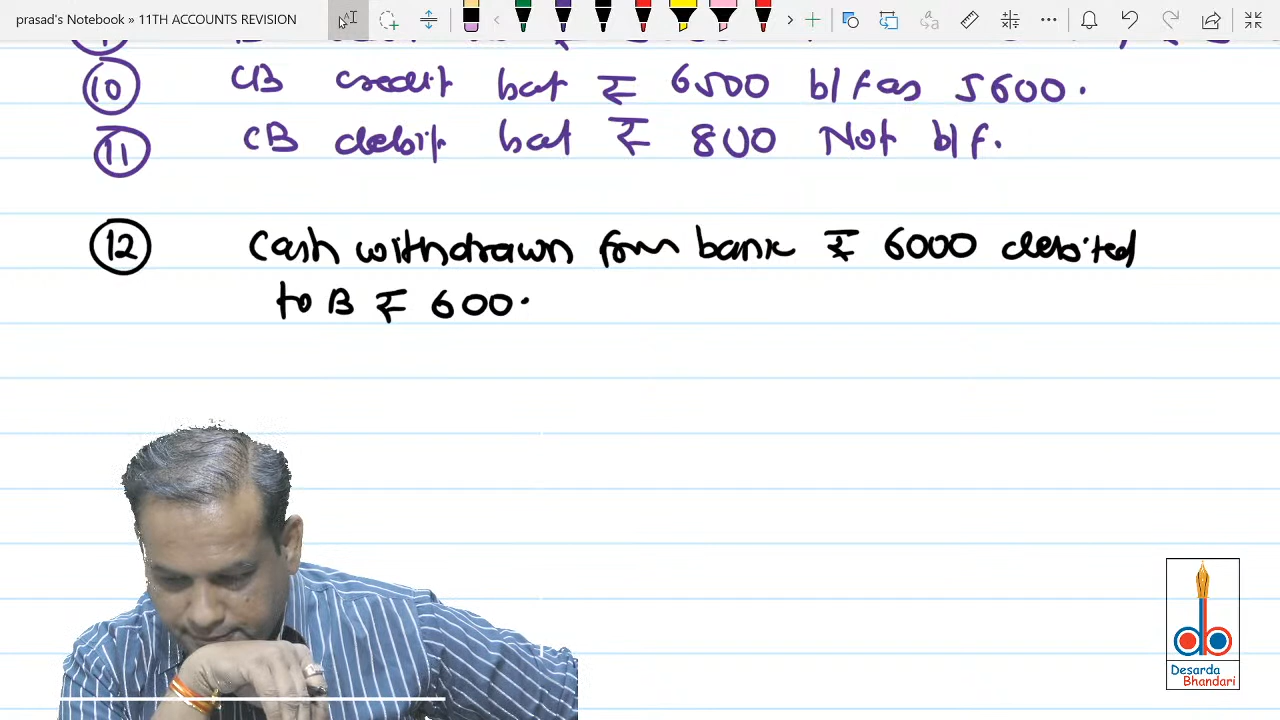 prasad's Notebook » 11TH ACCOUNTS REVISION
10 CB credit bal ₹ 6500 b/f as 5600.
11 CB debit bal ₹ 800 Not b/f.
12 Cash withdrawn from bank ₹ 6000 debited
to B ₹ 600.
Desarda
Bhandari